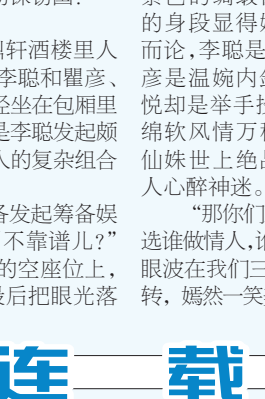 鼎轩酒楼里人
李聪和瞿彦、
经坐在包厢里
是李聪发起颇
人的复杂组合
备发起筹备娱
不靠谱儿?”
的空座位上,
最后把眼光落
的身段显得
而论,李聪是
彦是温婉内
悦却是举手投
绵软风情万种
仙姝世上绝品
人心醉神迷。
“那你们
选谁做情人,谁
眼波在我们三
转,嫣然一笑
连 载